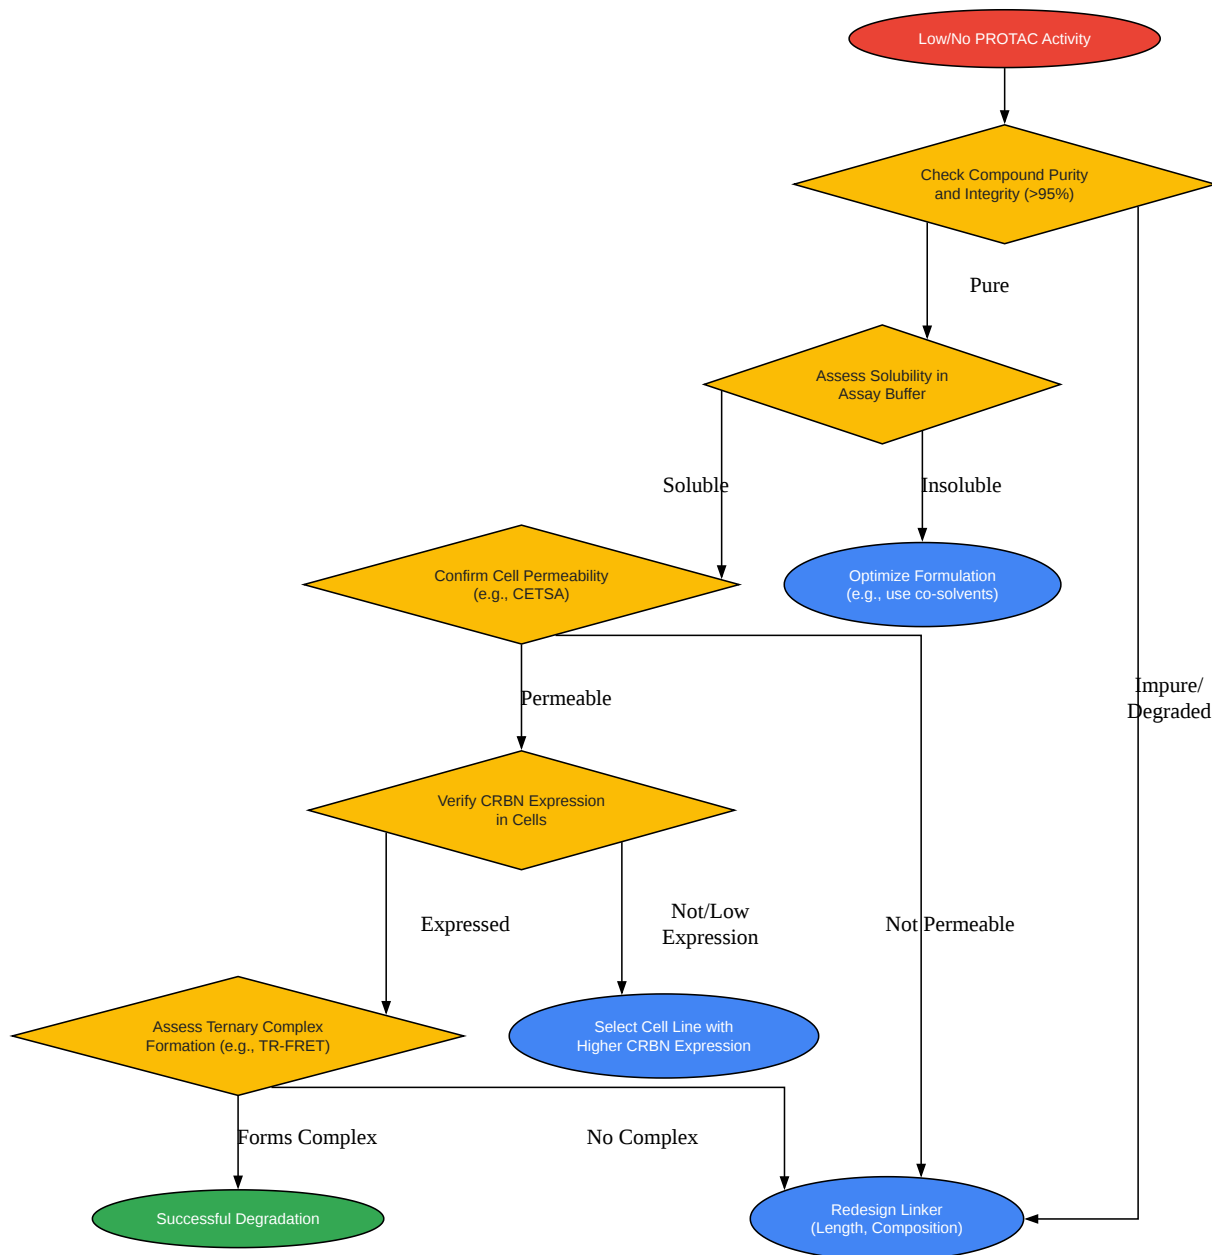 Low/No PROTAC Activity
Check Compound Purity
and Integrity (>95%)
Pure
Assess Solubility in
Assay Buffer
Soluble
Insoluble
Confirm Cell Permeability
(e.g., CETSA)
Optimize Formulation
(e.g., use co-solvents)
Permeable
Impure/
Degraded
Verify CRBN Expression
in Cells
Expressed
Not/Low
Expression
Not Permeable
Assess Ternary Complex
Formation (e.g., TR-FRET)
Select Cell Line with
Higher CRBN Expression
Forms Complex
No Complex
Successful Degradation
Redesign Linker
(Length, Composition)